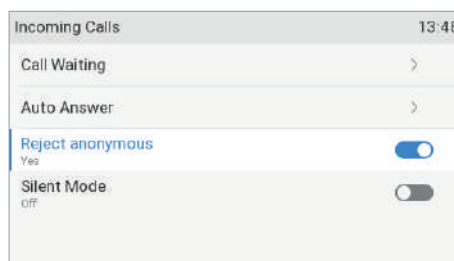 Incoming Calls 13:48
Call Waiting
Auto Answer
Reject anonymous
Yes
Silent Mode
Off